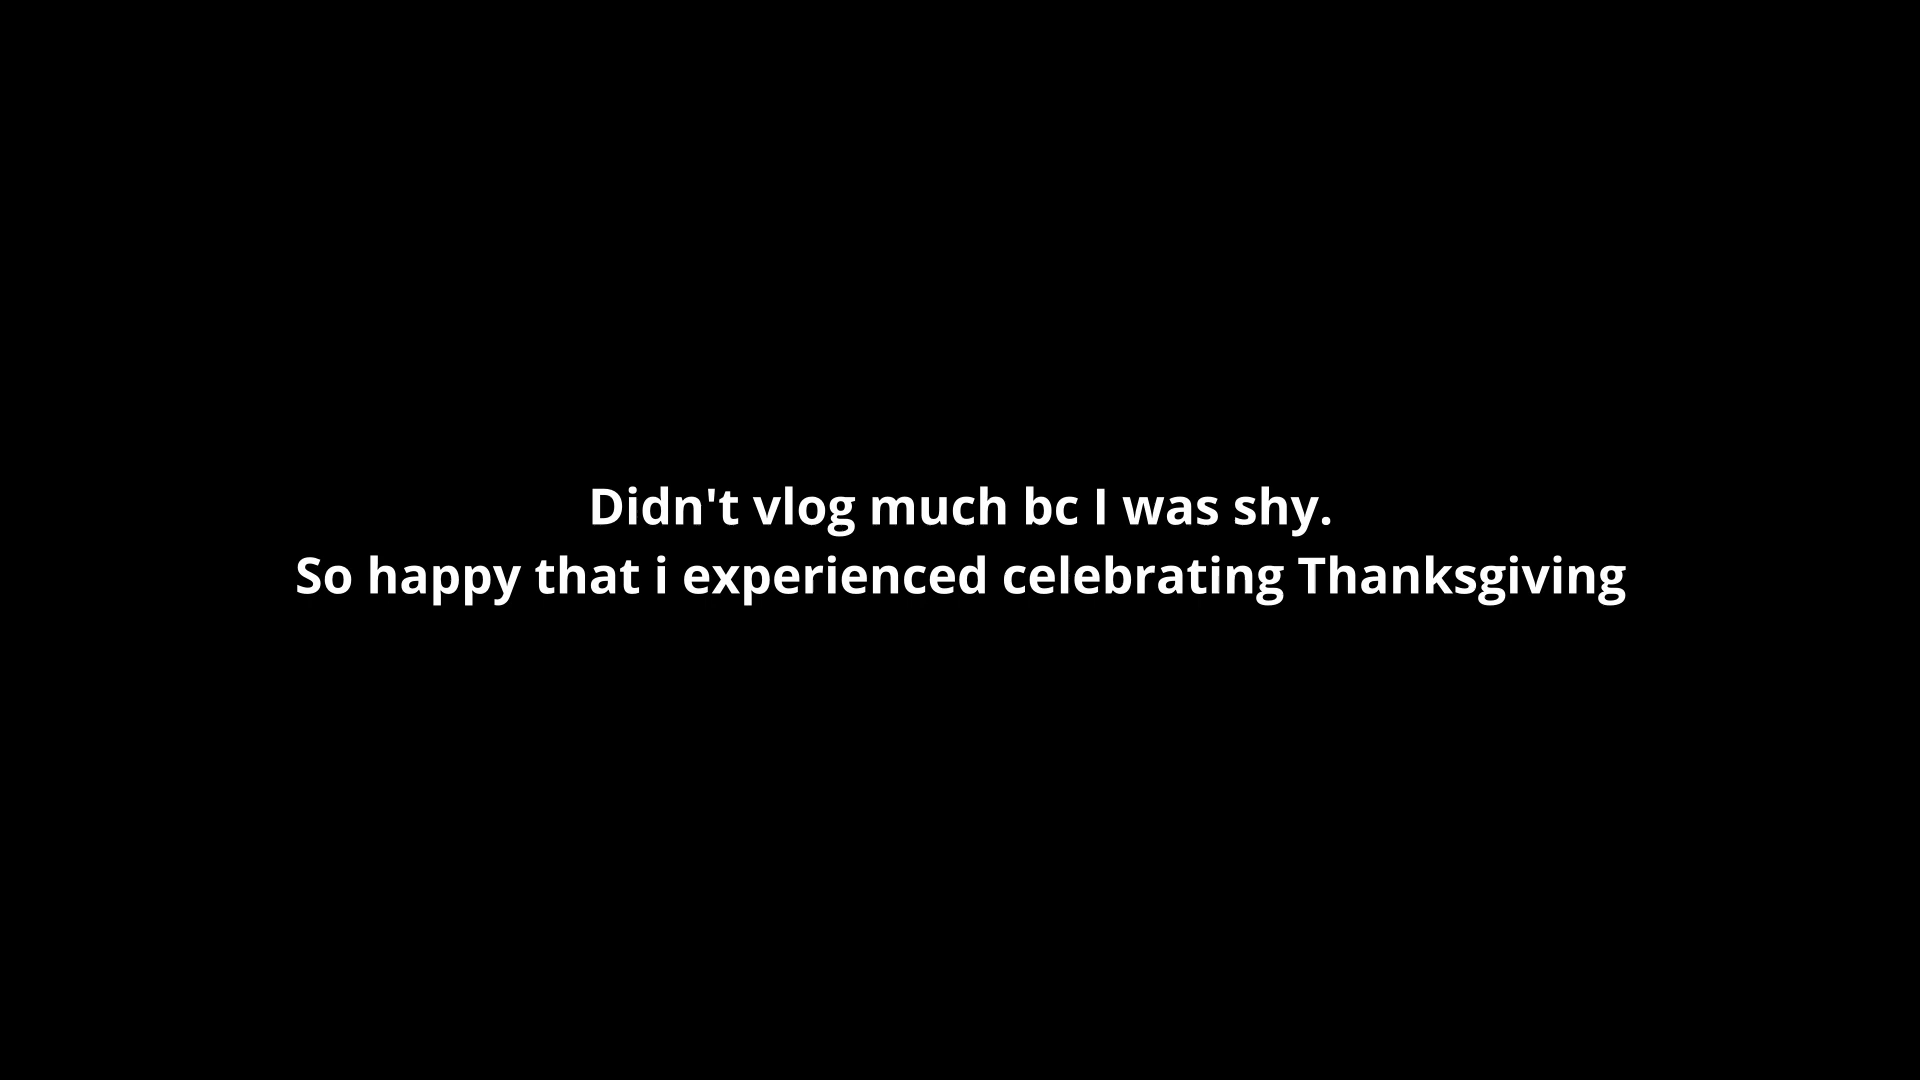 Didn't vlog much bc I was shy.
So happy that i experienced celebrating Thanksgiving